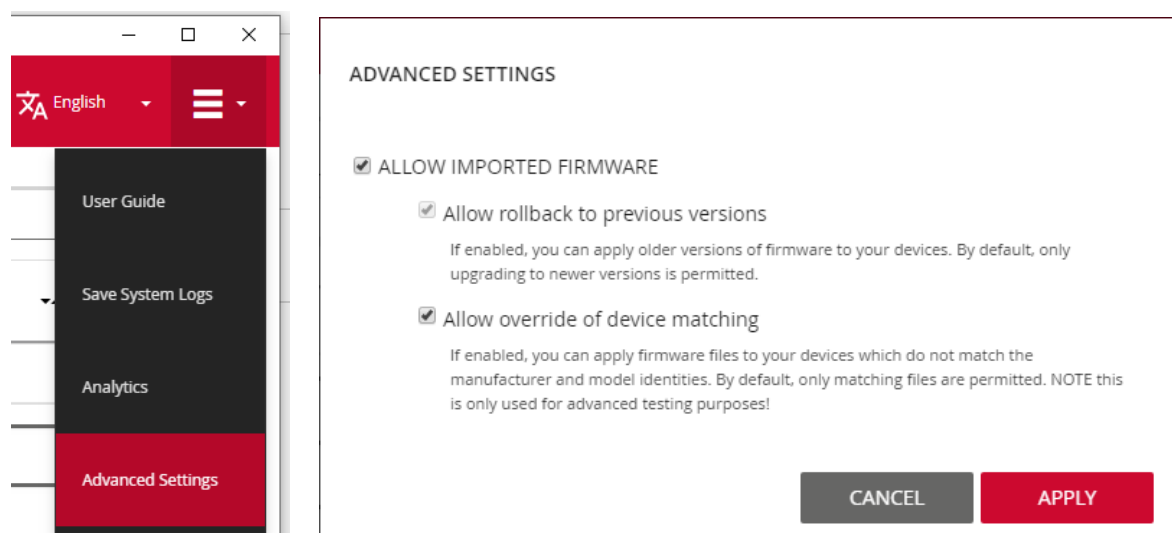 English
User Guide
Save System Logs
Analytics
Advanced Settings
ADVANCED SETTINGS
ALLOW IMPORTED FIRMWARE
Allow rollback to previous versions
If enabled, you can apply older versions of firmware to your devices. By default, only
upgrading to newer versions is permitted.
Allow override of device matching
If enabled, you can apply firmware files to your devices which do not match the
manufacturer and model identities. By default, only matching files are permitted. NOTE this
is only used for advanced testing purposes!
CANCEL
APPLY